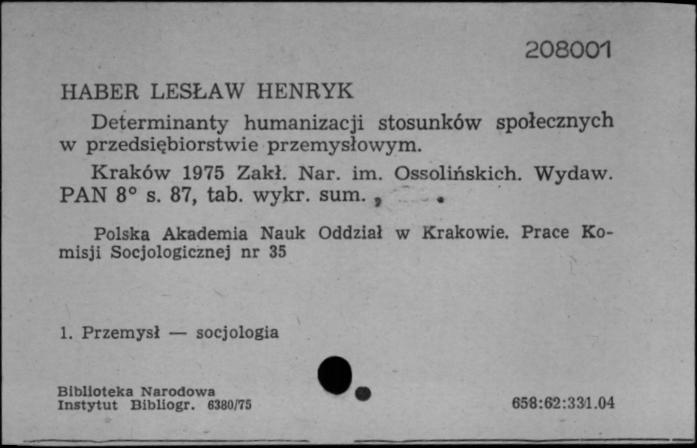 208001
HABER LESŁAW HENRYK
Determinanty humanizacji stosunków społecznych
w przedsiębiorstwie przemysłowym.
Kraków 1975 Zakł. Nar. im. Ossolińskich. Wydaw.
PAN 8° s. 87, tab. wykr. sum.
Polska Akademia Nauk Oddział w Krakowie. Prace Ko-
misji Socjologicznej nr 35
1. Przemysł — socjologia
Biblioteka Narodowa
Instytut Bibliogr. 6380/75
658:62:331.04